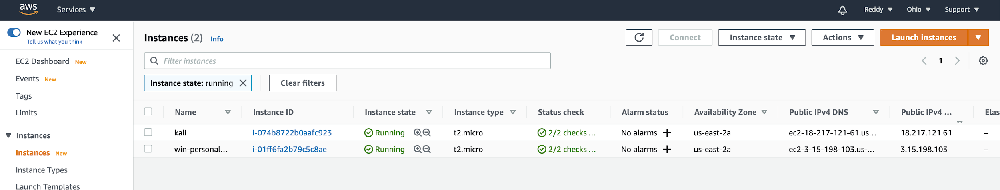 aws Services Reddy Ohio Support
New EC2 Experience
Tell us what you think
EC2 Dashboard New
Events New
Tags
Limits
Instances
Instances New
Instance Types
Launch Templates
Instances (2) Info Connect Instance state Actions Launch instances
Filter instances 1
Instance state: running Clear filters
Name Instance ID Instance state Instance type Status check Alarm status Availability Zone Public IPv4 DNS Public IPv4 ... Elas
kali i-074b8722b0aafc923 Running t2.micro 2/2 checks ... No alarms + us-east-2a ec2-18-217-121-61.us... 18.217.121.61 –
win-personal... i-01ff6fa2b79c5c8ae Running t2.micro 2/2 checks ... No alarms + us-east-2a ec2-3-15-198-103.us-... 3.15.198.103 –